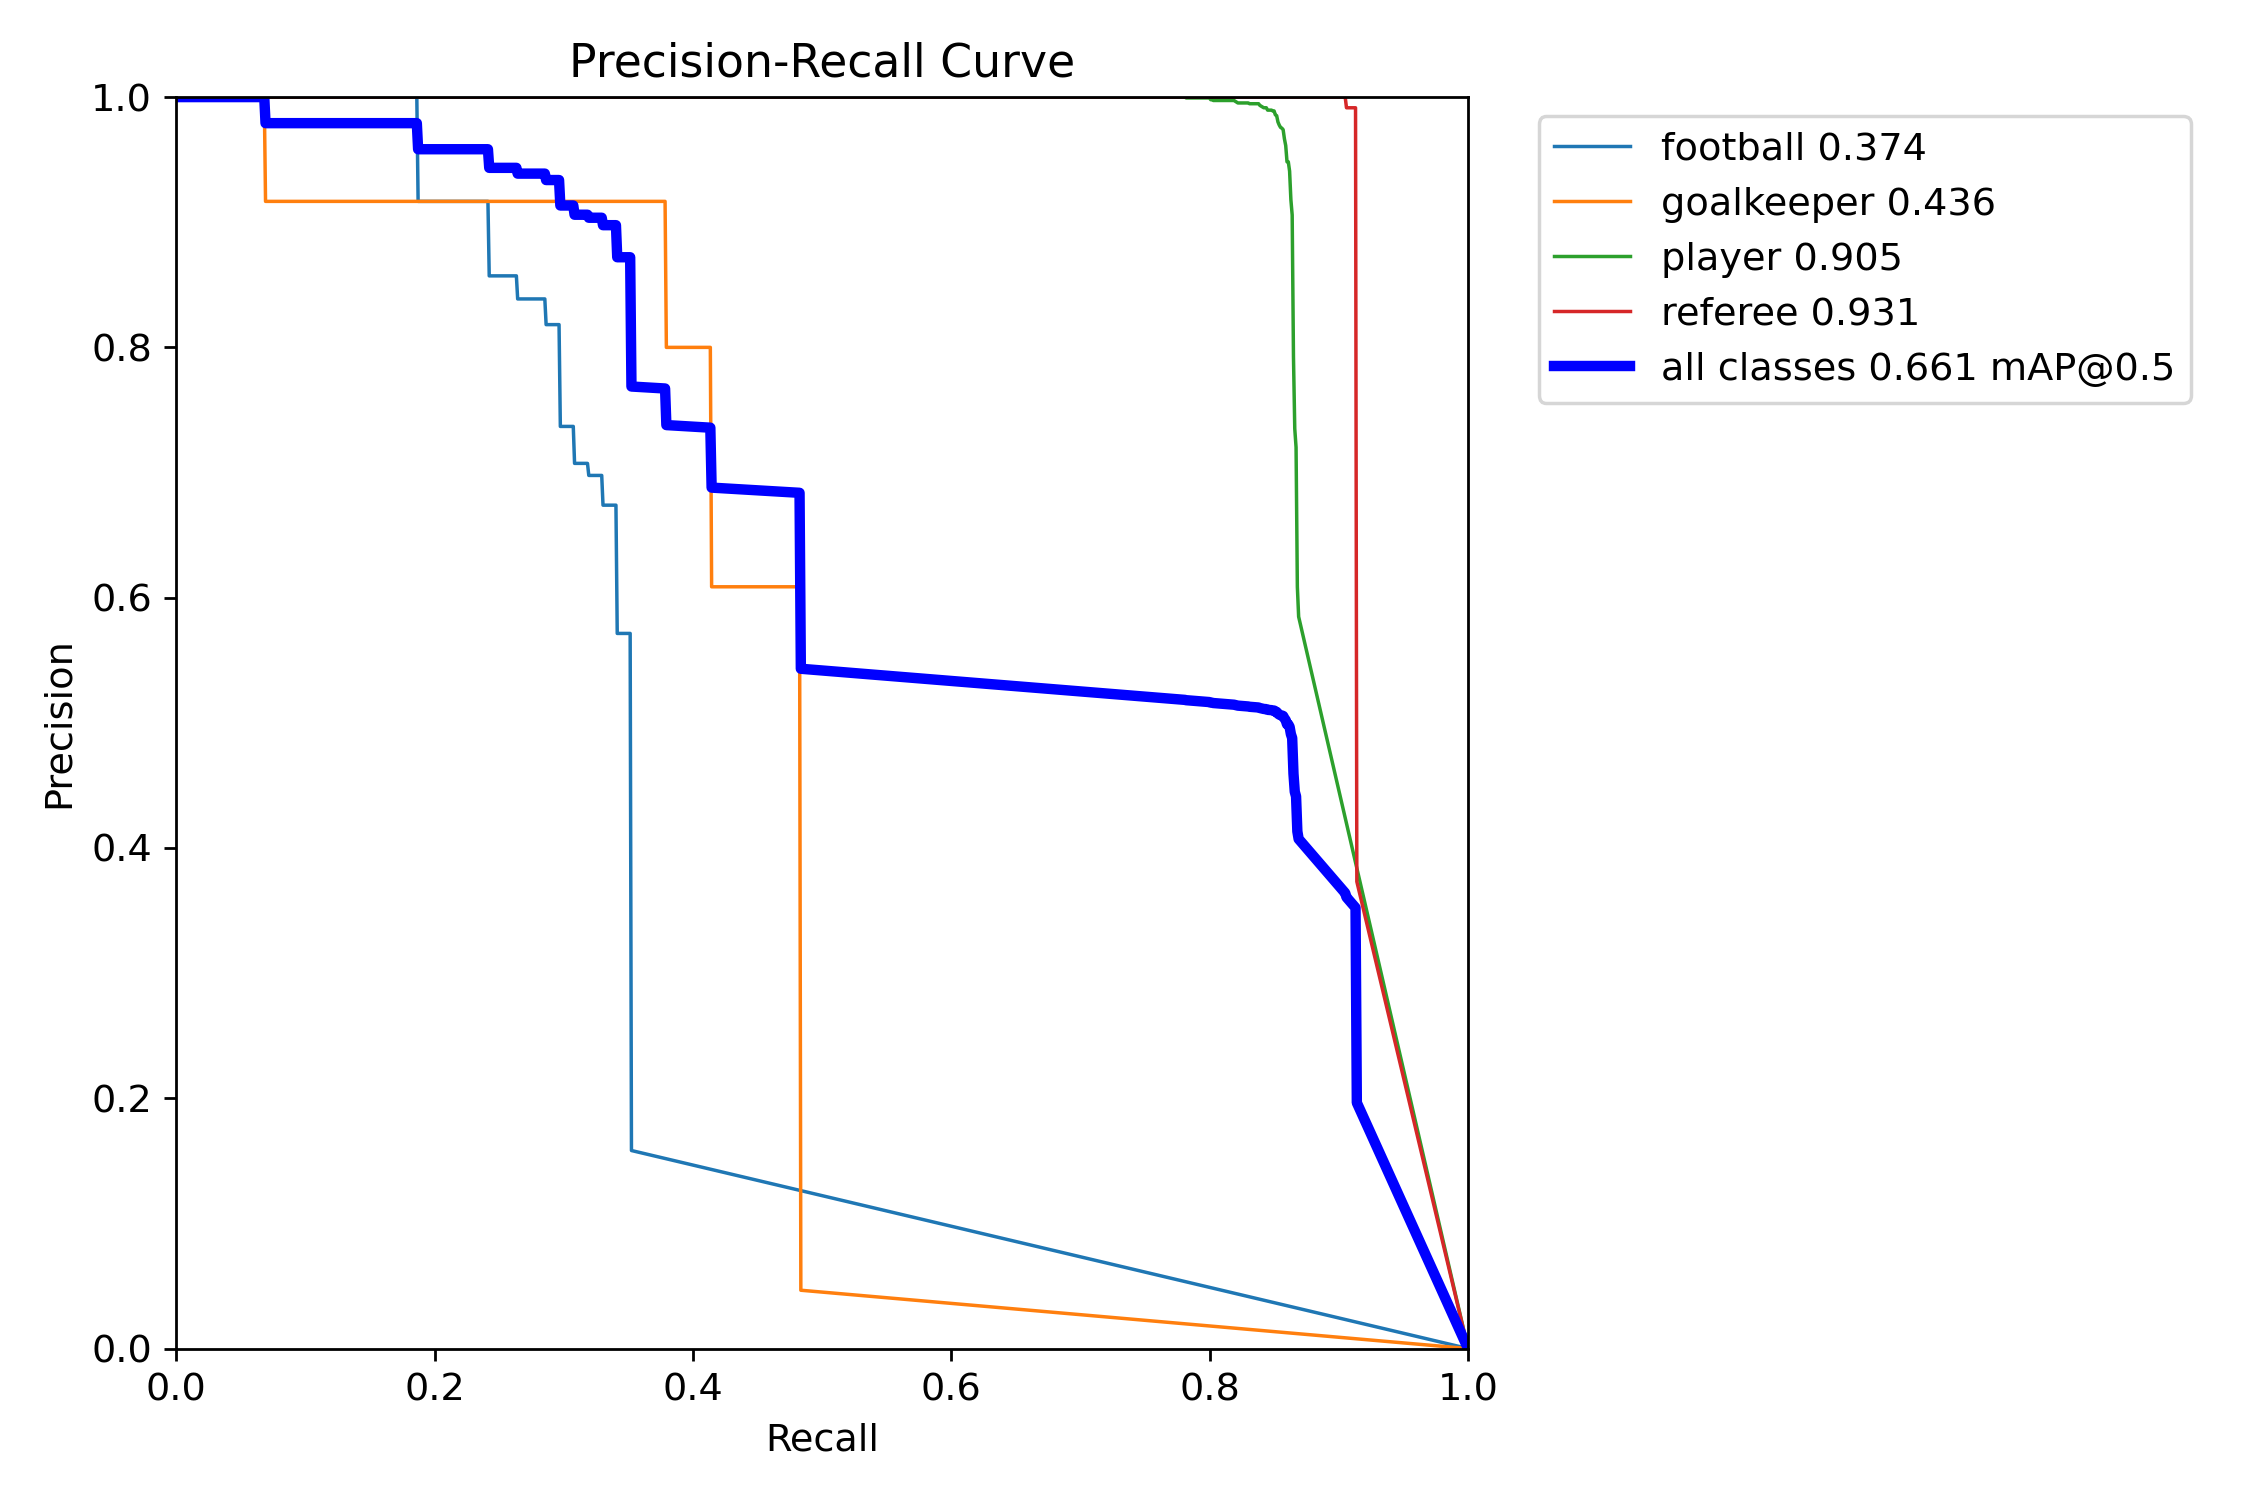 Precision-Recall Curve
1.0
0.8
0.6
0.4
0.2
0.0
Precision
0.0 0.2 0.4 0.6 0.8 1.0
Recall
football 0.374
goalkeeper 0.436
player 0.905
referee 0.931
all classes 0.661 mAP@0.5